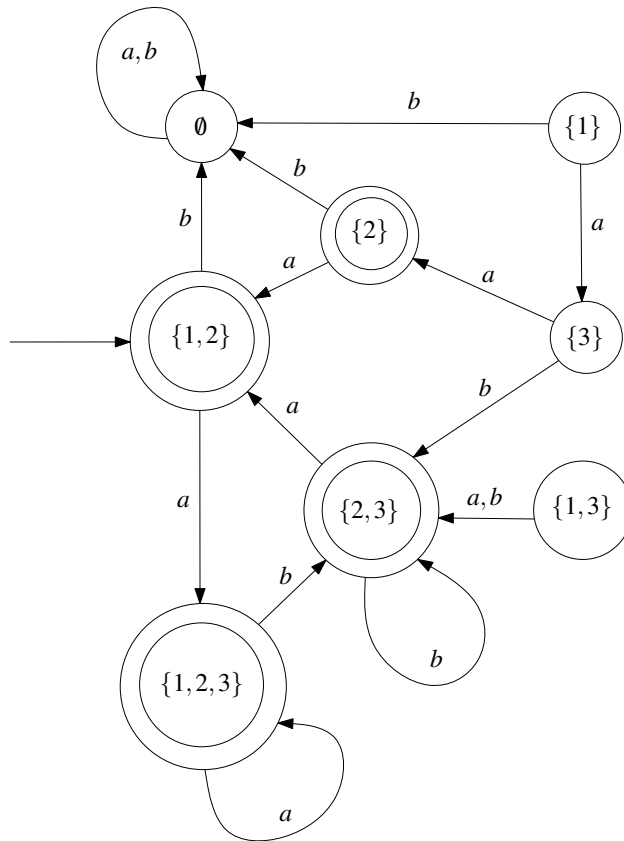 a,b
∅
b
{1}
b
b
{2}
a
a
a
{1,2}
{3}
b
a
a
{2,3}
a,b
{1,3}
b
b
{1,2,3}
a